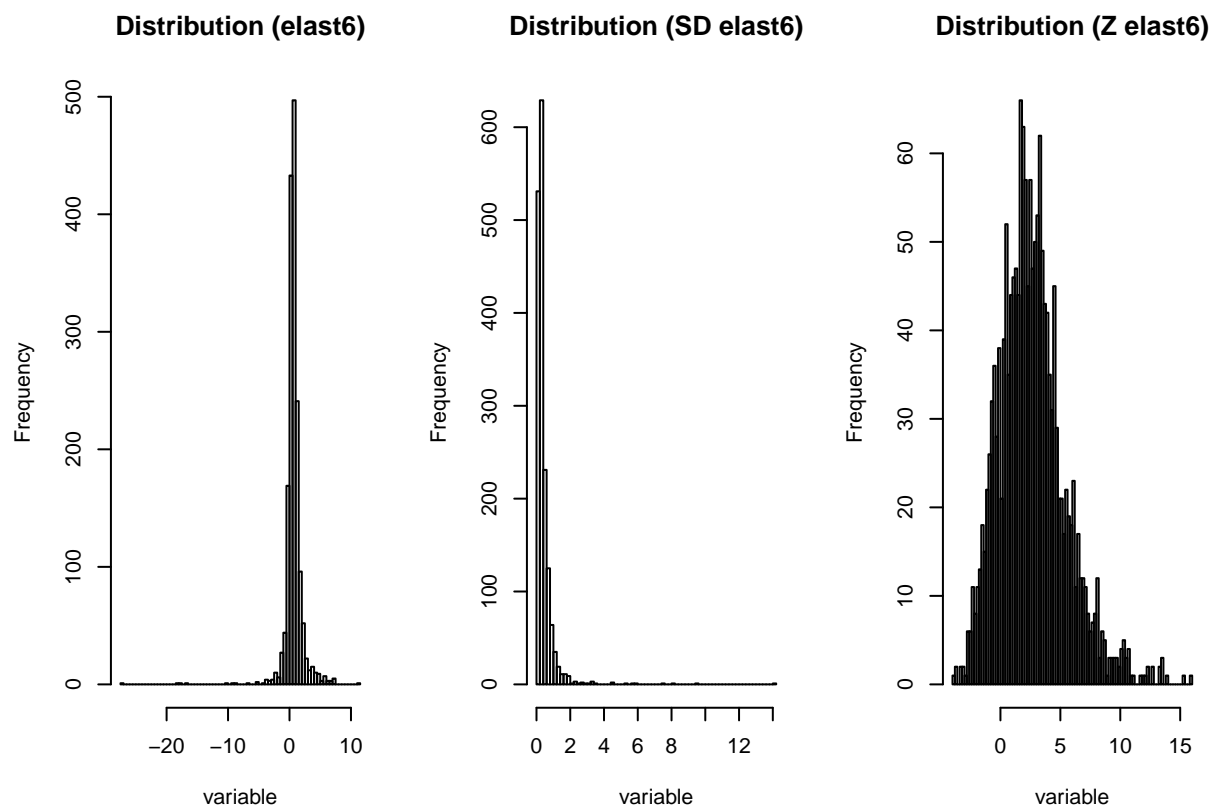 Distribution (elast6)
Frequency
0 100 200 300 400 500
−20 −10 0 10
variable
Distribution (SD elast6)
Frequency
0 100 200 300 400 500 600
0 2 4 6 8 12
variable
Distribution (Z elast6)
Frequency
0 10 20 30 40 50 60
0 5 10 15
variable